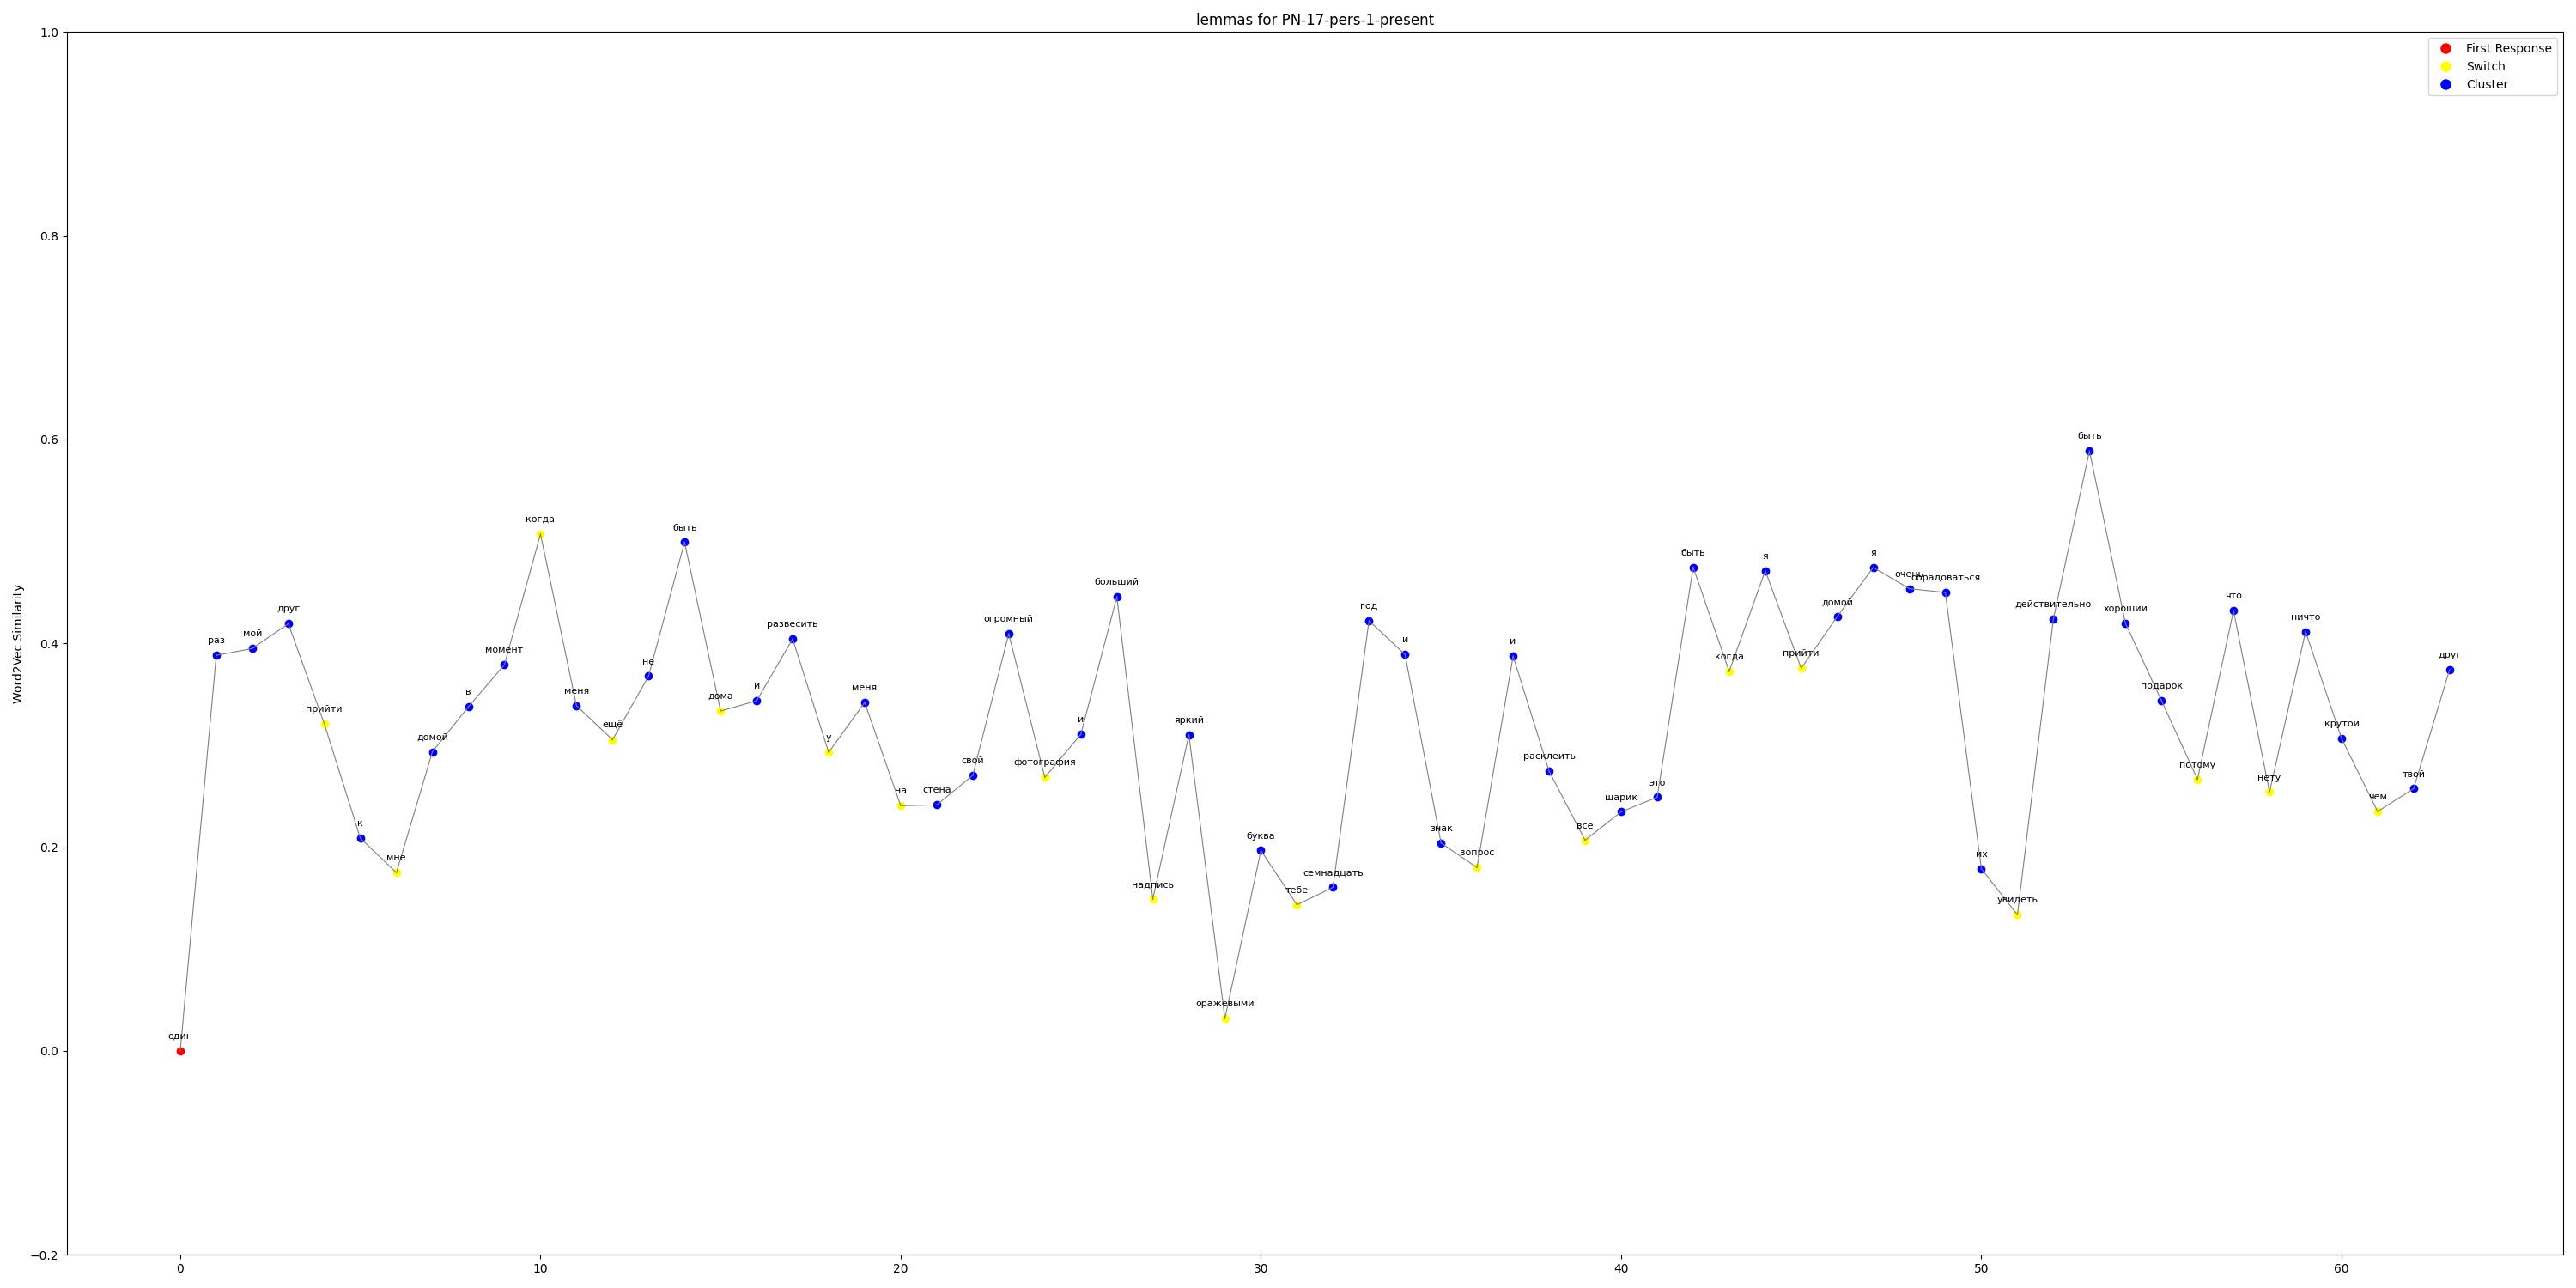 lemmas for PN-17-pers-1-present
First Response
Switch
Cluster
Word2Vec Similarity
1.0
0.8
0.6
0.4
0.2
0.0
−0.2
один
раз
мой
друг
прийти
к
мне
домой
в
момент
когда
меня
ещё
не
быть
дома
и
развесить
у
меня
на
стена
свой
огромный
фотография
и
больший
надпись
яркий
оражевыми
буква
тебе
семнадцать
год
и
знак
вопрос
и
расклеить
все
шарик
это
быть
когда
я
прийти
домой
я
очень
обрадоваться
их
увидеть
действительно
быть
хороший
подарок
потому
что
нету
ничто
крутой
чем
твой
друг
0
10
20
30
40
50
60